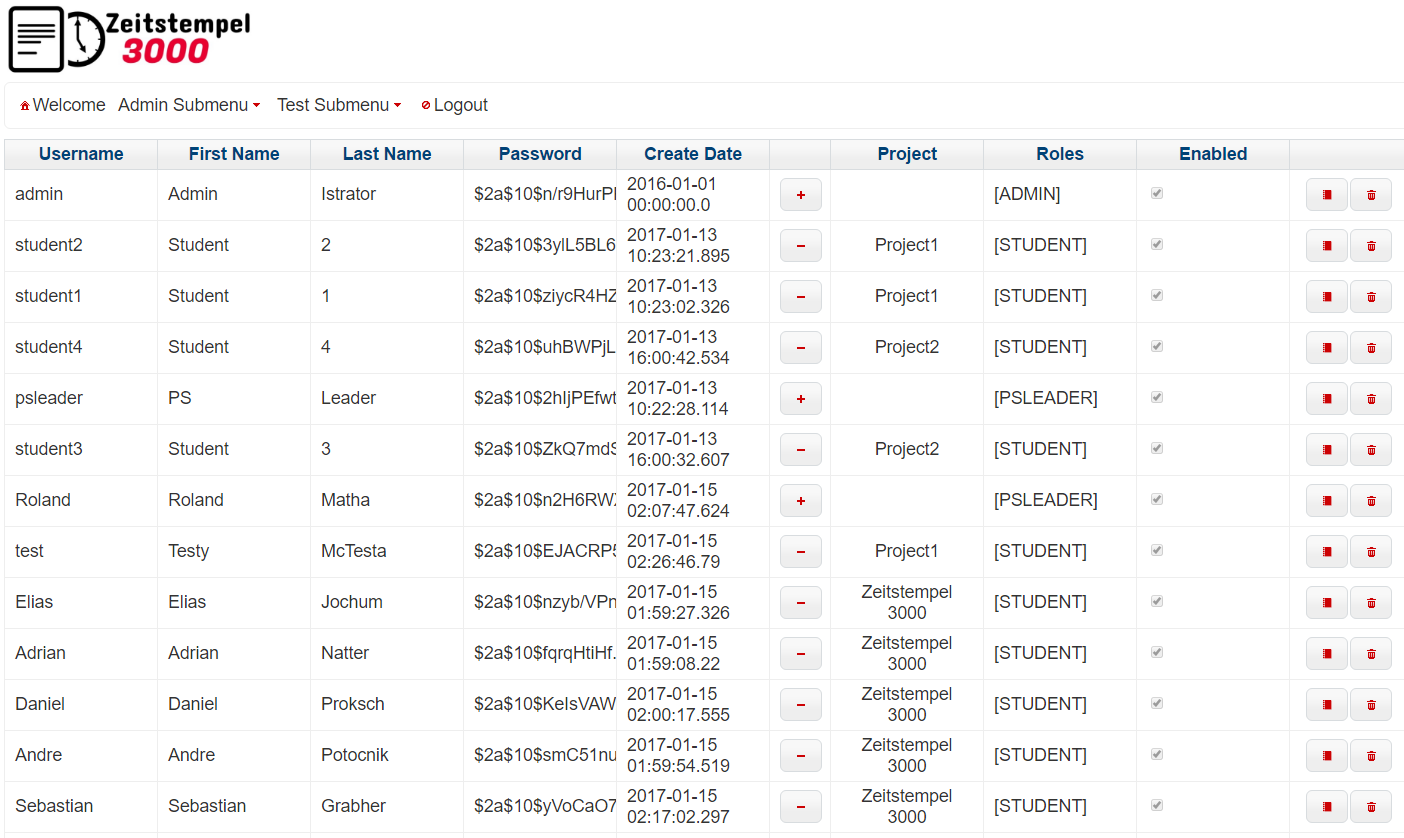 Zeitstempel
3000
Welcome Admin Submenu Test Submenu Logout
Username First Name Last Name Password Create Date Project Roles Enabled
admin Admin Istrator $2a$10$n/r9HurPI 2016-01-01 00:00:00.0 [ADMIN]
student2 Student 2 $2a$10$3ylL5BL6 2017-01-13 10:23:21.895 Project1 [STUDENT]
student1 Student 1 $2a$10$ziycR4HZ 2017-01-13 10:23:02.326 Project1 [STUDENT]
student4 Student 4 $2a$10$uhBWPjL 2017-01-13 16:00:42.534 Project2 [STUDENT]
psleader PS Leader $2a$10$2hIjPEfwt 2017-01-13 10:22:28.114 [PSLEADER]
student3 Student 3 $2a$10$ZkQ7mdS 2017-01-13 16:00:32.607 Project2 [STUDENT]
Roland Roland Matha $2a$10$n2H6RWX 2017-01-15 02:07:47.624 [PSLEADER]
test Testy McTesta $2a$10$EJACRP5 2017-01-15 02:26:46.79 Project1 [STUDENT]
Elias Elias Jochum $2a$10$nzyb/VPn 2017-01-15 01:59:27.326 Zeitstempel 3000 [STUDENT]
Adrian Adrian Natter $2a$10$fqrqHtiHf. 2017-01-15 01:59:08.22 Zeitstempel 3000 [STUDENT]
Daniel Daniel Proksch $2a$10$KeIsVAW 2017-01-15 02:00:17.555 Zeitstempel 3000 [STUDENT]
Andre Andre Potocnik $2a$10$smC51nu 2017-01-15 01:59:54.519 Zeitstempel 3000 [STUDENT]
Sebastian Sebastian Grabher $2a$10$yVoCaO7 2017-01-15 02:17:02.297 Zeitstempel 3000 [STUDENT]